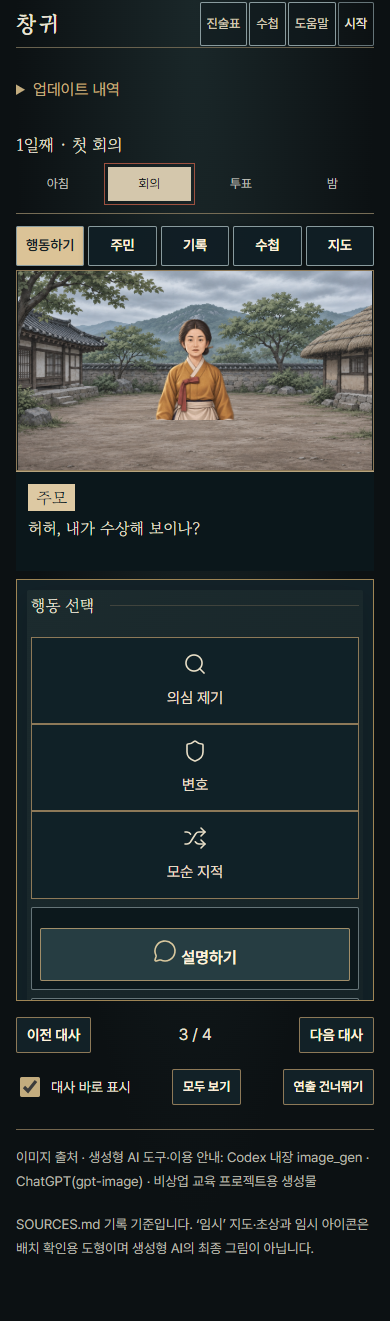 창귀
진술표 수첩 도움말 시작
▶ 업데이트 내역
1일째 · 첫 회의
아침 회의 투표 밤
행동하기 주민 기록 수첩 지도
주모
허허, 내가 수상해 보이나?
행동 선택
의심 제기
변호
모순 지적
설명하기
이전 대사 3 / 4 다음 대사
대사 바로 표시 모두 보기 연출 건너뛰기
이미지 출처 · 생성형 AI 도구·이용 안내: Codex 내장 image_gen ·
ChatGPT(gpt-image) · 비상업 교육 프로젝트용 생성물
SOURCES.md 기록 기준입니다. ‘임시’ 지도·초상과 임시 아이콘은
배치 확인용 도형이며 생성형 AI의 최종 그림이 아닙니다.